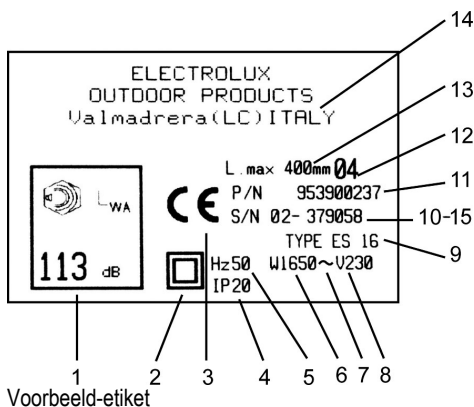 14
ELECTROLUX
OUTDOOR PRODUCTS
Valmadrera(LC)ITALY
13
12
L.max 400mm 04
P/N 953900237
11
S/N 02-379058
10-15
TYPE ES 16
9
LWA
CE
113 dB
Hz50
W1650~V230
IP20
1 2 3 4 5 6 7 8
Voorbeeld-etiket